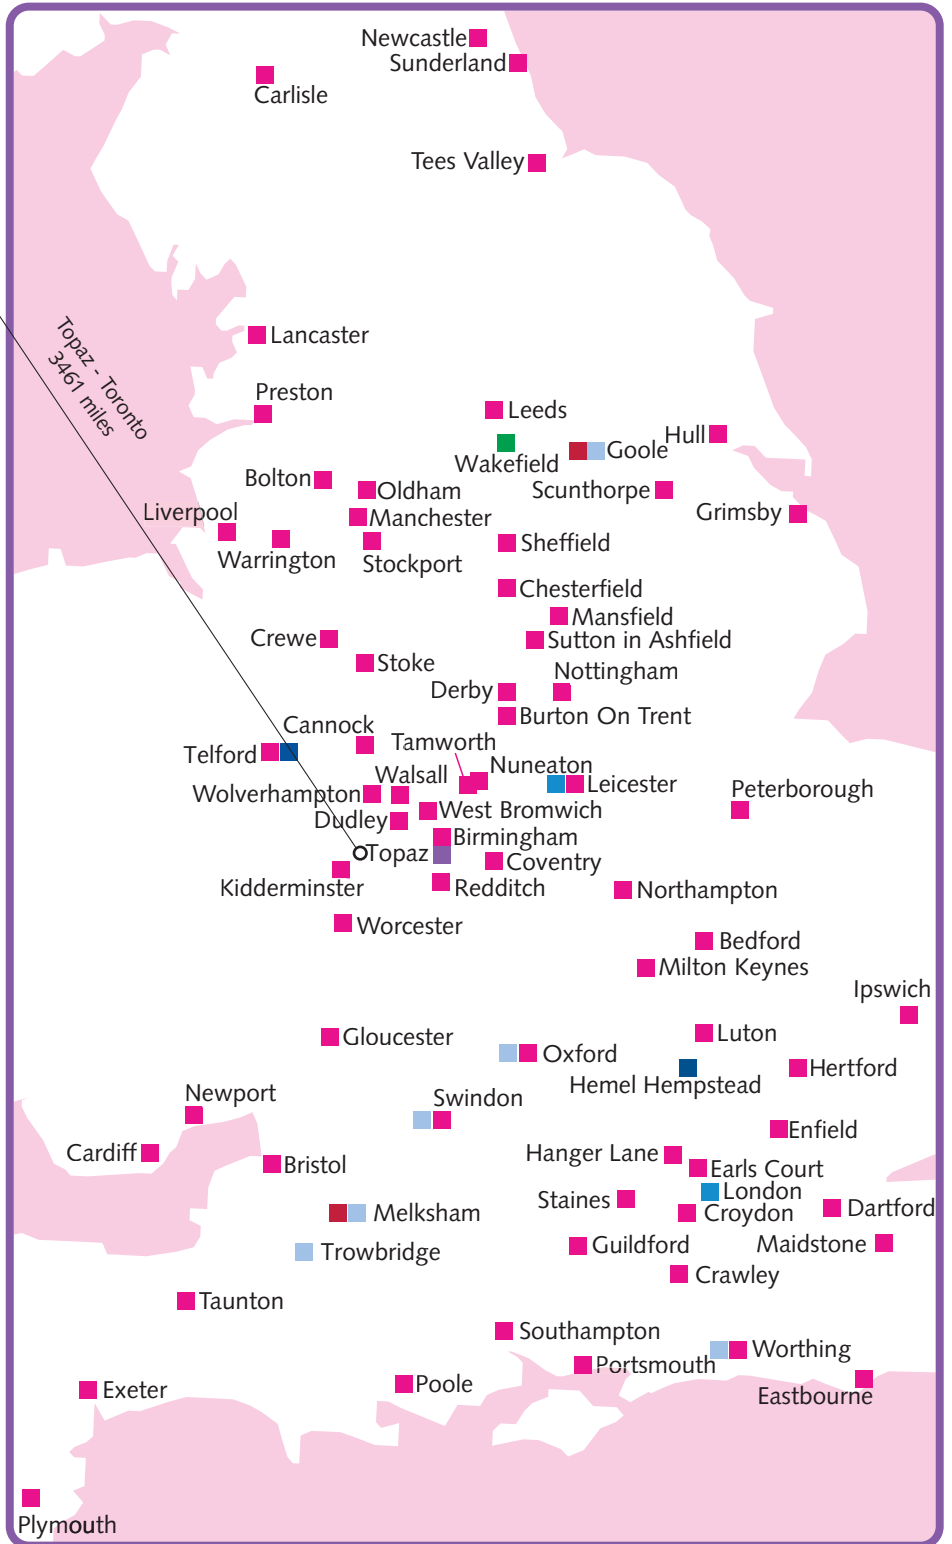 Newcastle
Sunderland
Carlisle
Tees Valley
Topaz - Toronto
3461 miles
Lancaster
Preston
Leeds
Hull
Wakefield
Goole
Bolton
Oldham
Scunthorpe
Liverpool
Manchester
Grimsby
Warrington
Stockport
Sheffield
Chesterfield
Mansfield
Crewe
Sutton in Ashfield
Stoke
Nottingham
Derby
Burton On Trent
Cannock
Tamworth
Telford
Walsall
Nuneaton
Leicester
Wolverhampton
Peterborough
West Bromwich
Dudley
Birmingham
Topaz
Coventry
Kidderminster
Redditch
Northampton
Worcester
Bedford
Milton Keynes
Ipswich
Gloucester
Luton
Oxford
Hertford
Hemel Hempstead
Newport
Swindon
Enfield
Cardiff
Hanger Lane
Bristol
Earls Court
London
Staines
Melksham
Croydon
Dartford
Trowbridge
Guildford
Maidstone
Crawley
Taunton
Southampton
Worthing
Portsmouth
Exeter
Poole
Eastbourne
Plymouth